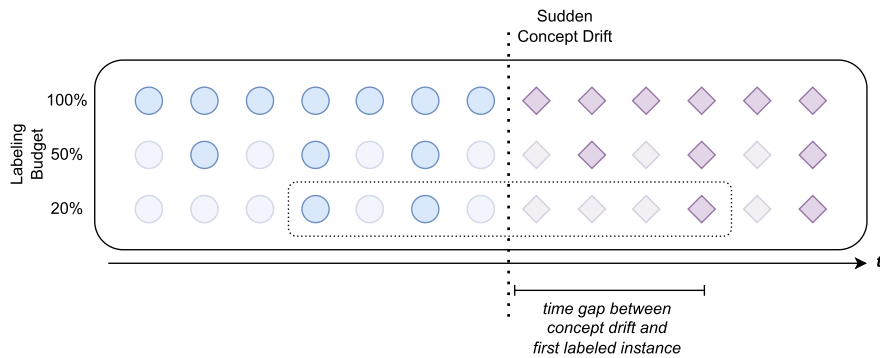 Sudden
Concept Drift
Labeling
Budget
100%
50%
20%
t
time gap between
concept drift and
first labeled instance